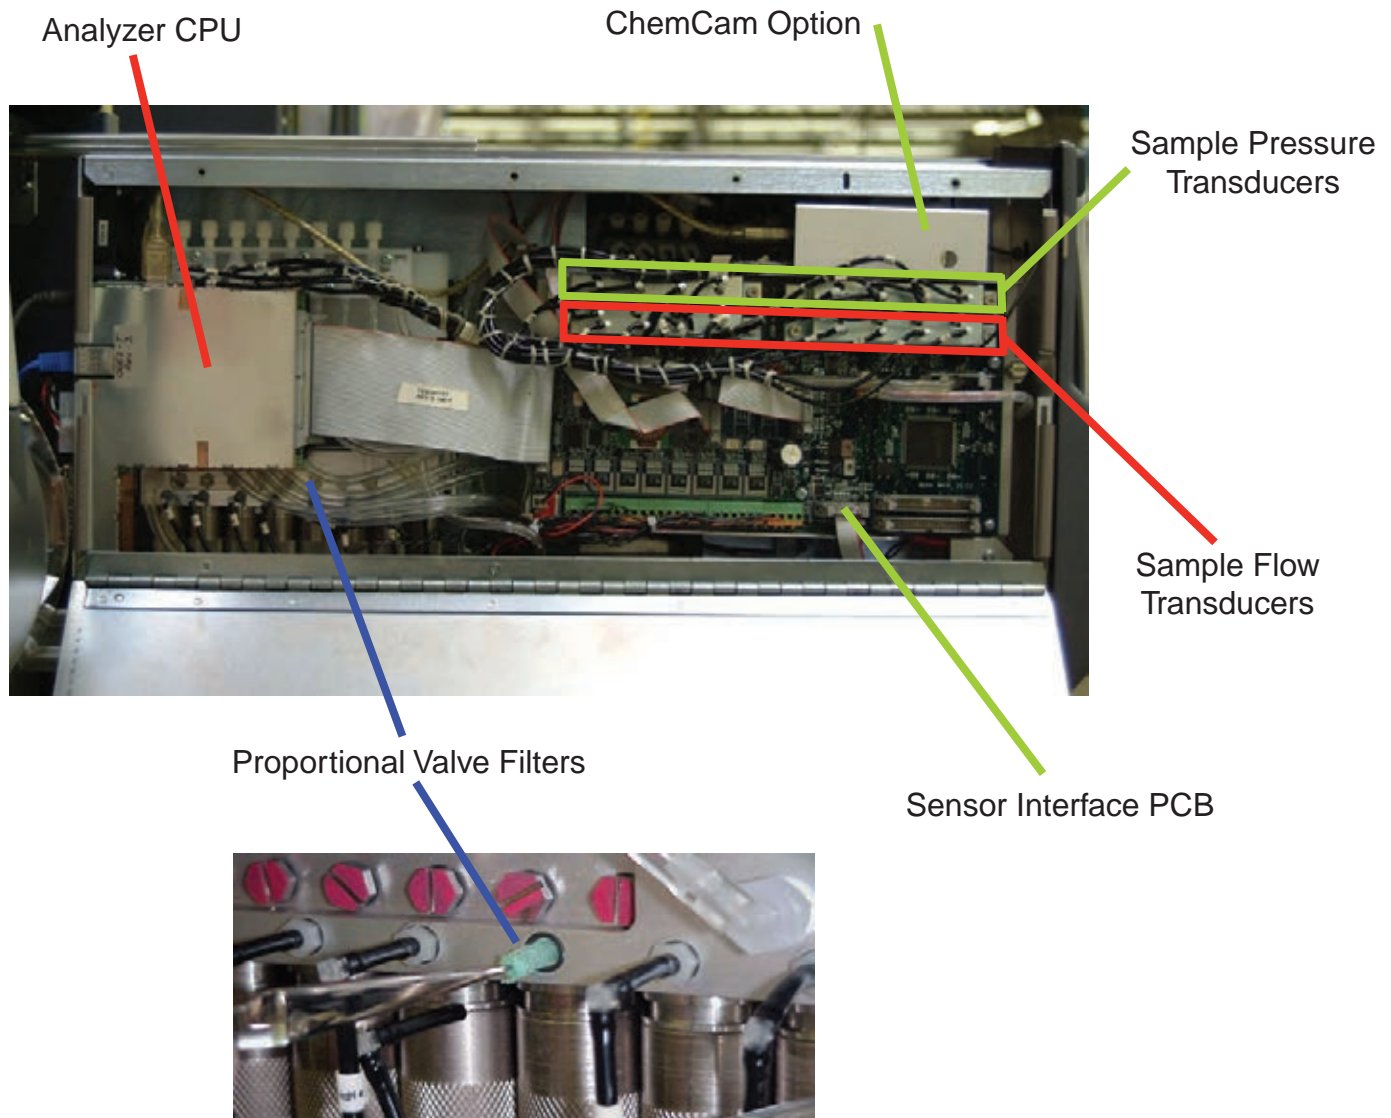 Analyzer CPU
ChemCam Option
Sample Pressure
Transducers
Sample Flow
Transducers
Proportional Valve Filters
Sensor Interface PCB